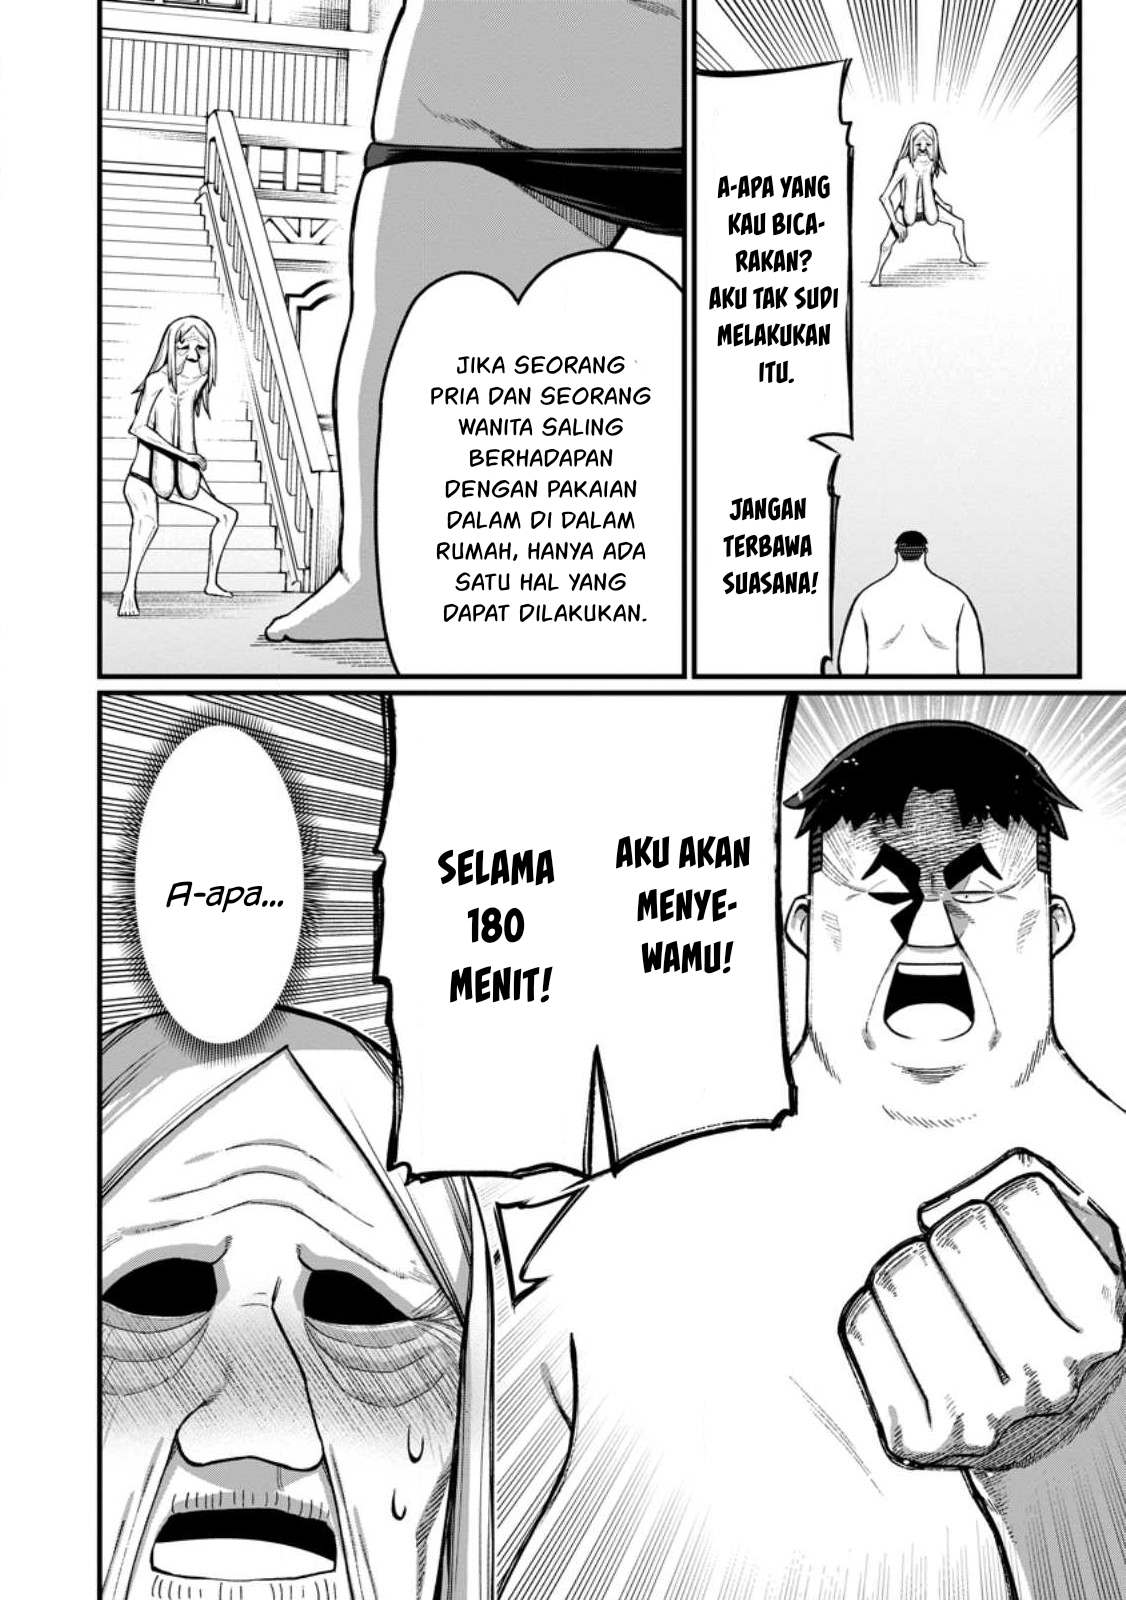 A-APA YANG
KAU BICA-
RAKAN?
AKU TAK SUDI
MELAKUKAN
ITU.
JANGAN
TERBAWA
SUASANA!
JIKA SEORANG
PRIA DAN SEORANG
WANITA SALING
BERHADAPAN
DENGAN PAKAIAN
DALAM DI DALAM
RUMAH, HANYA ADA
SATU HAL YANG
DAPAT DILAKUKAN.
AKU AKAN
MENYE-
WAMU!
SELAMA
180
MENIT!
A-apa...